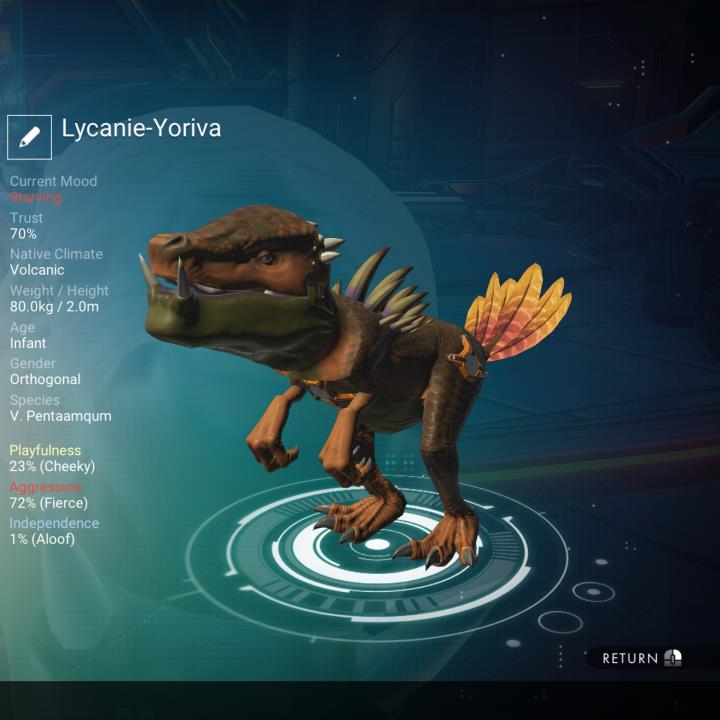 Lycanie-Yoriva
Current Mood
Starving
Trust
70%
Native Climate
Volcanic
Weight / Height
80.0kg / 2.0m
Age
Infant
Gender
Orthogonal
Species
V. Pentaamqum
Playfulness
23% (Cheeky)
Aggression
72% (Fierce)
Independence
1% (Aloof)
RETURN